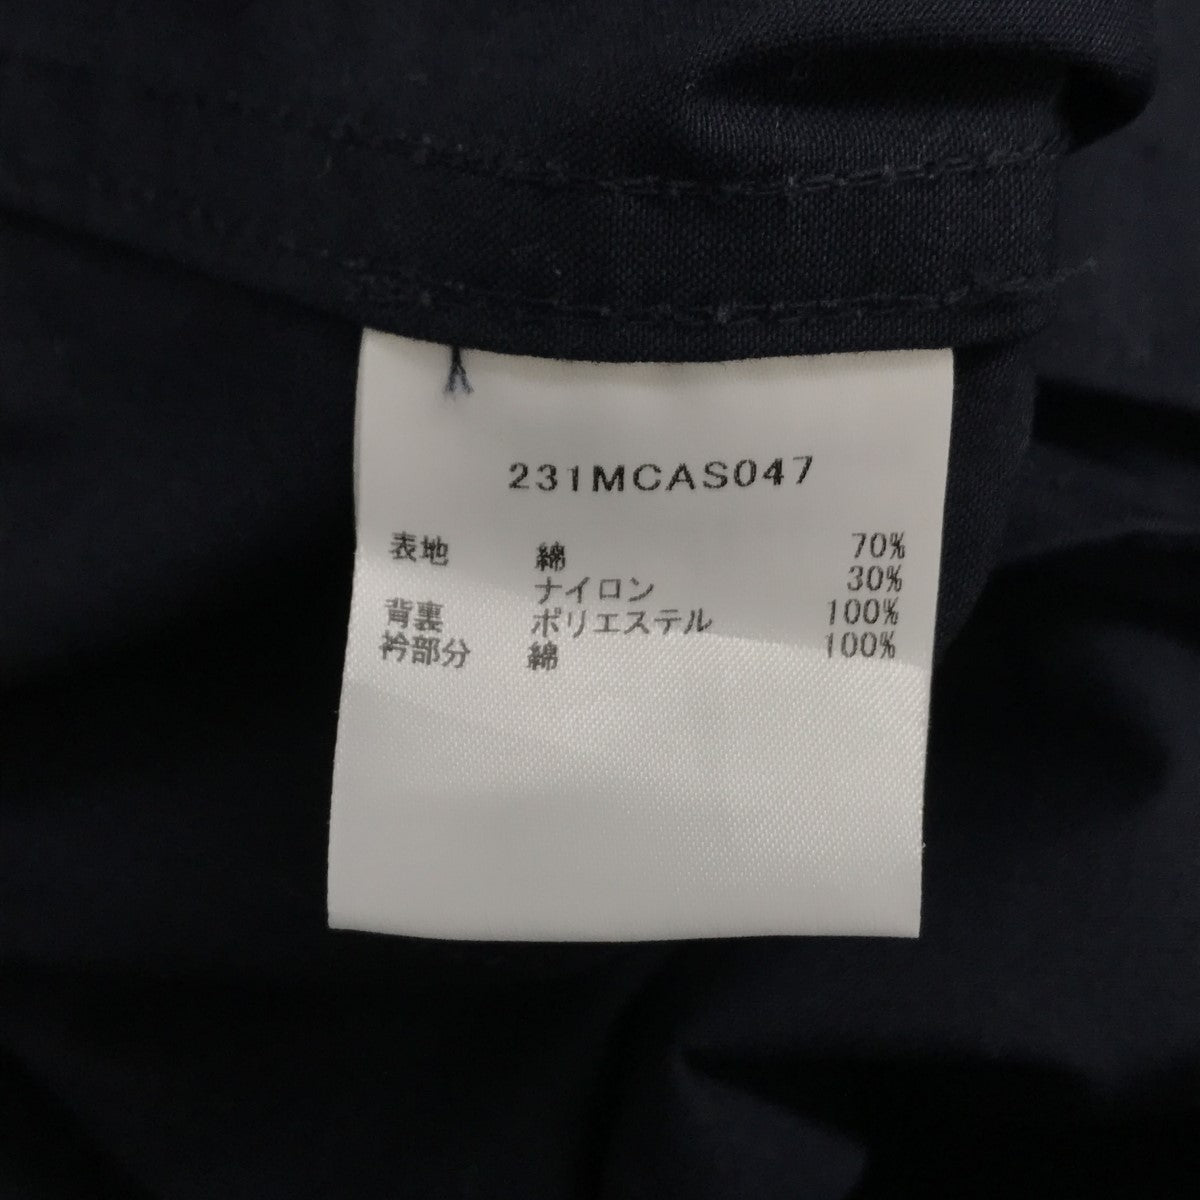 231MCAS047
表地 綿 70%
ナイロン 30%
背裏 ポリエステル 100%
衿部分 綿 100%